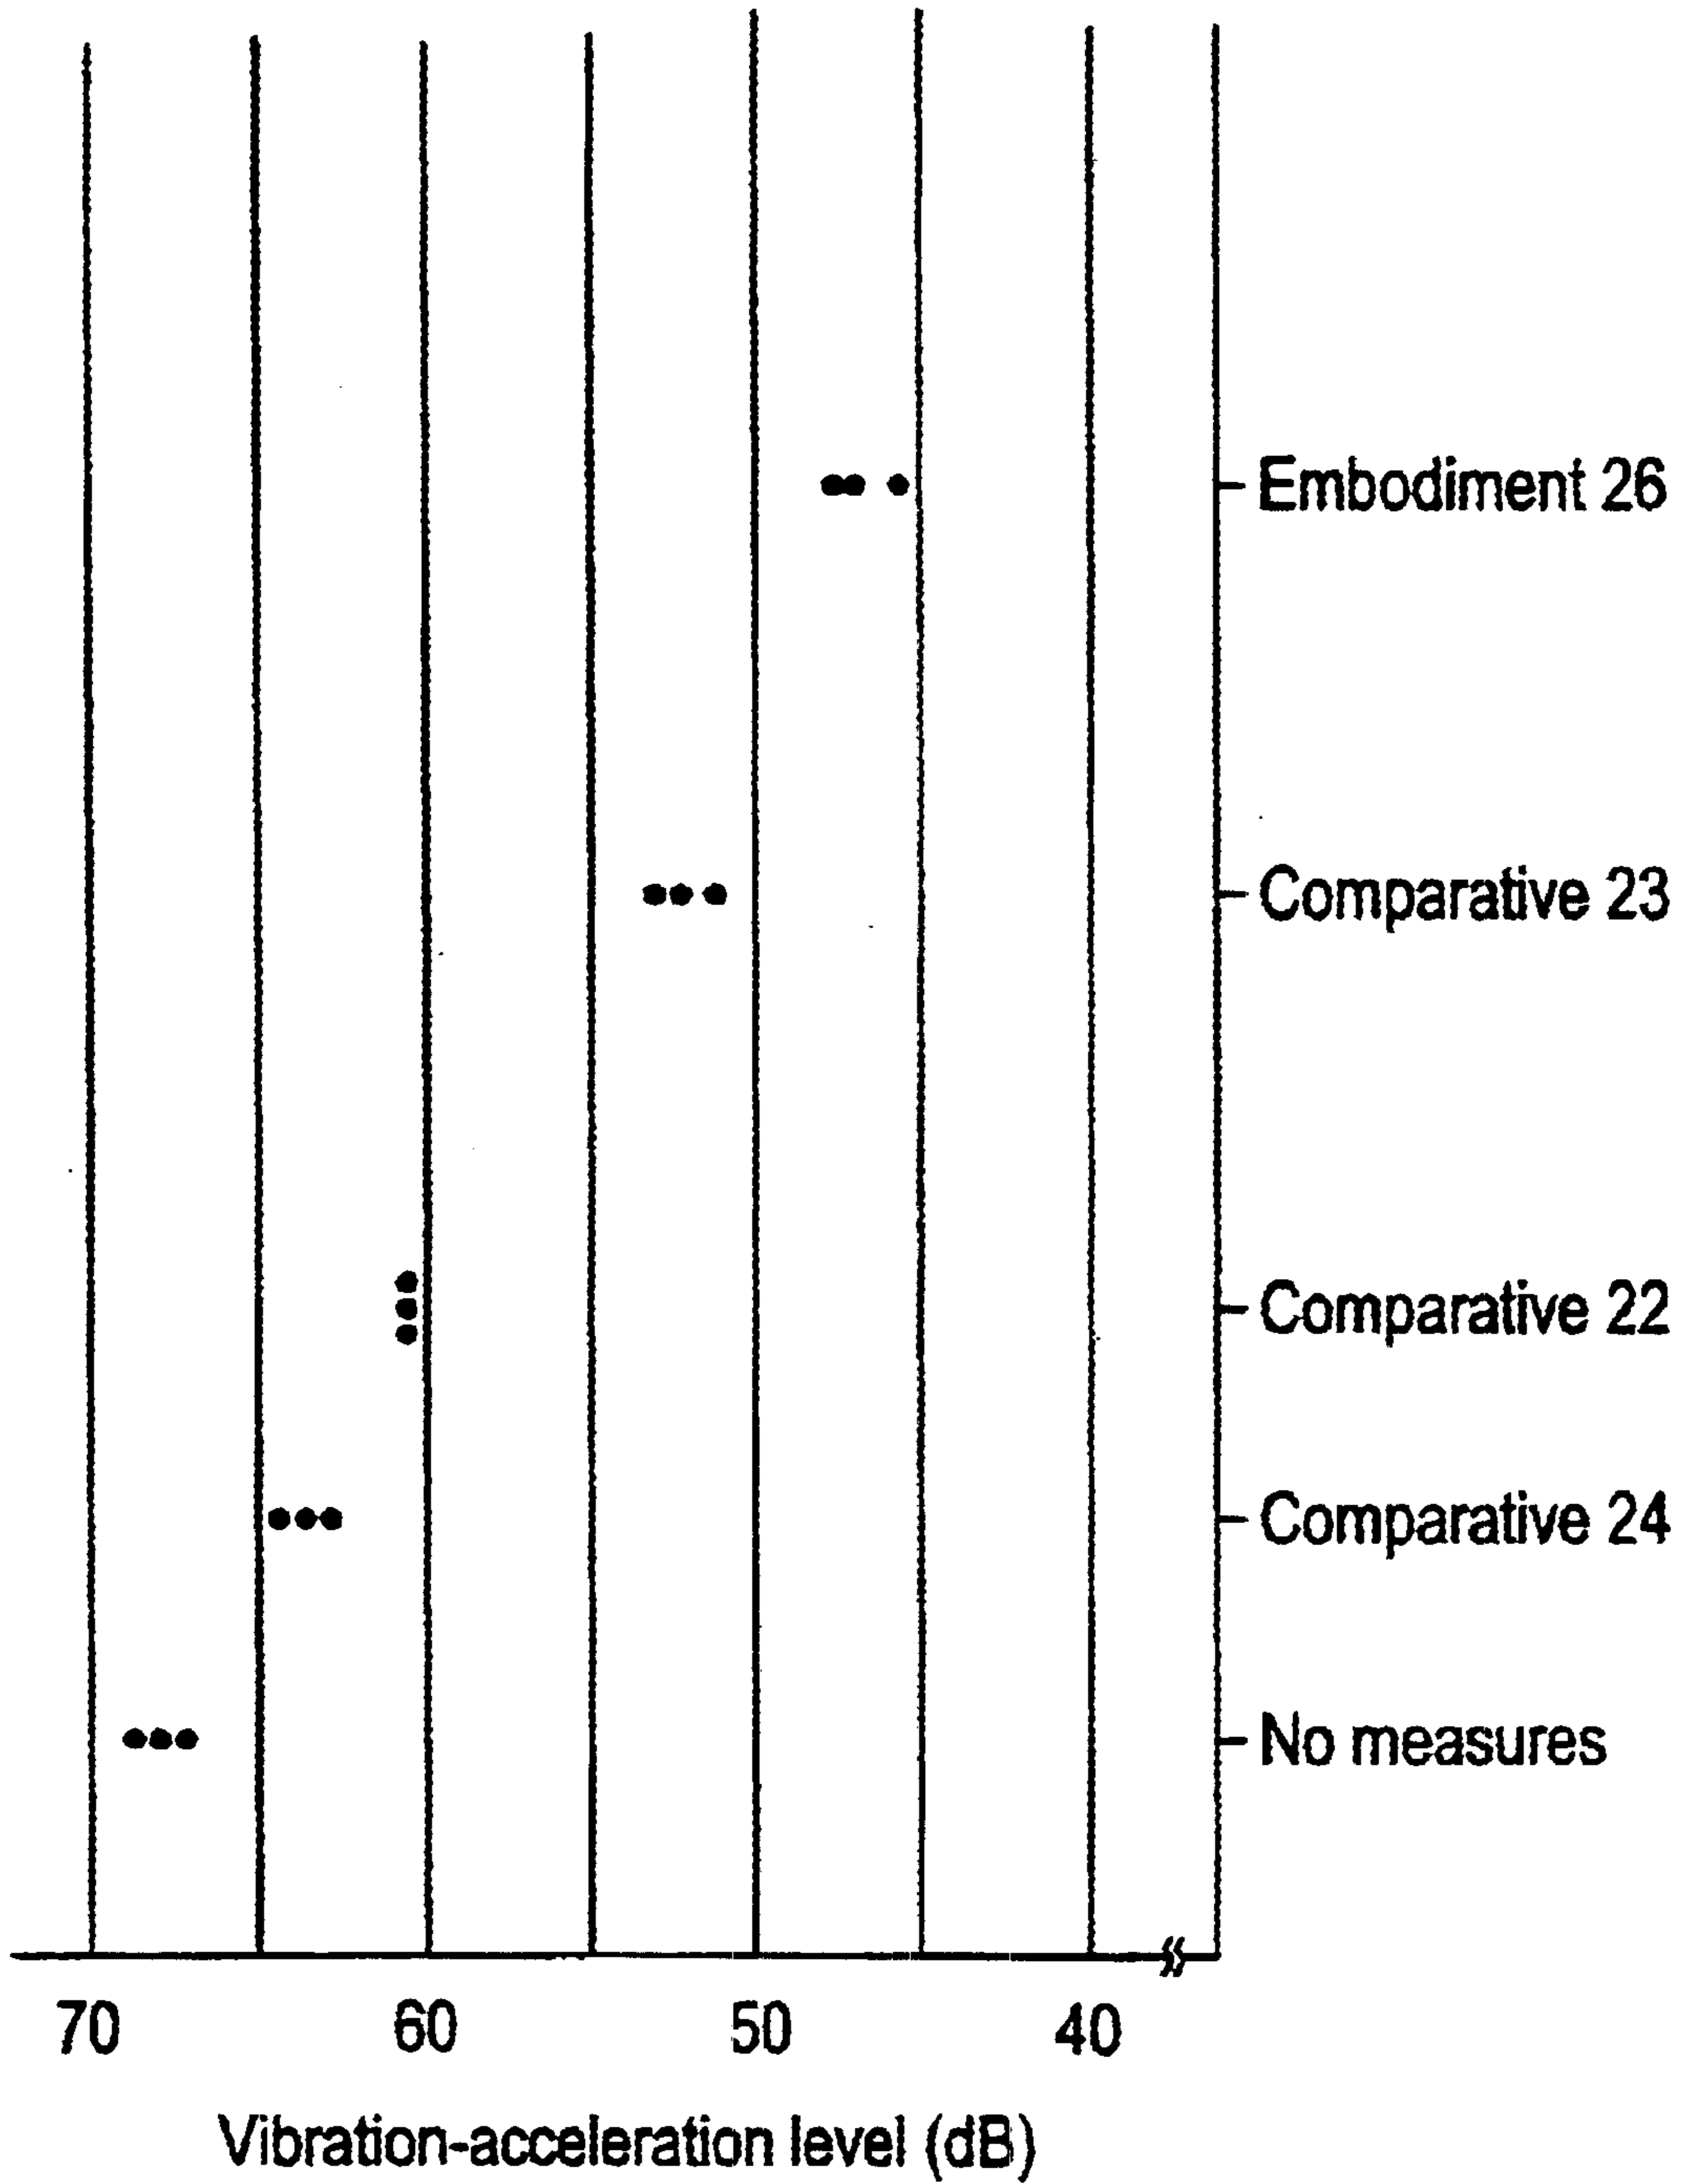 Embodiment 26
Comparative 23
Comparative 22
Comparative 24
No measures
70 60 50 40
Vibration-acceleration level (dB)